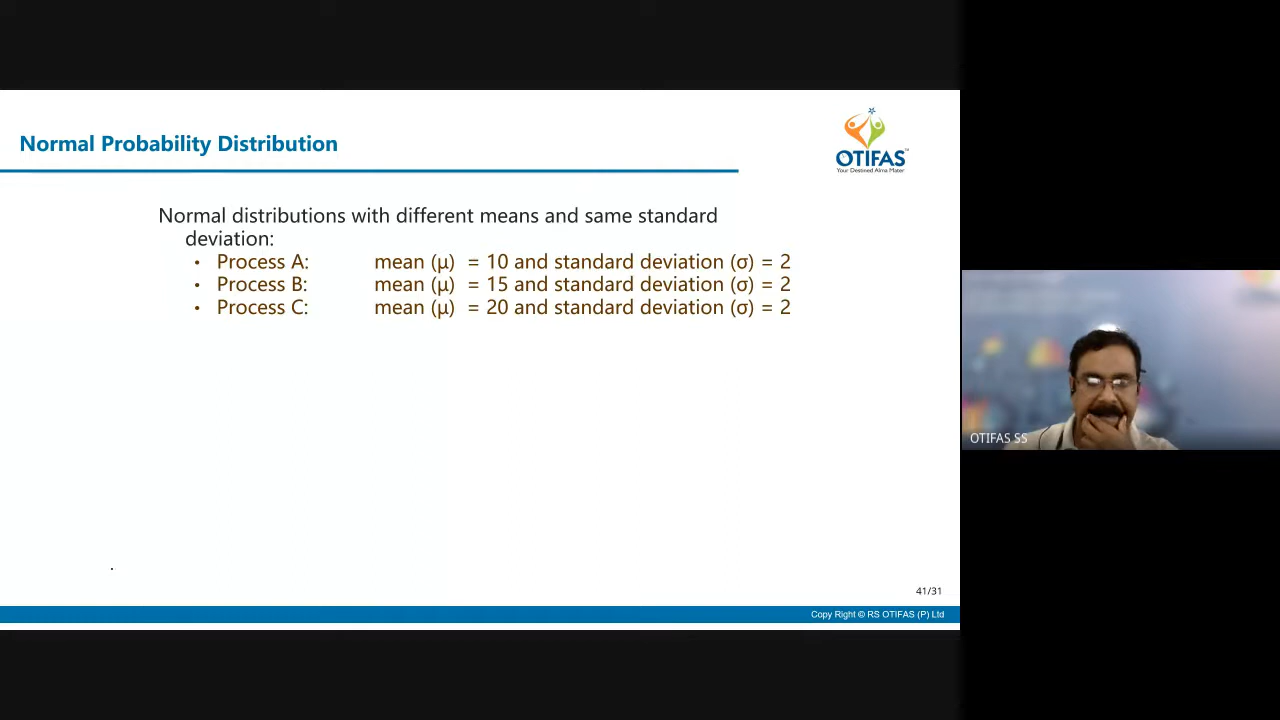 Normal Probability Distribution
OTIFAS™
Your Destined Alma Mater
Normal distributions with different means and same standard
deviation:
• Process A: mean (μ) = 10 and standard deviation (σ) = 2
• Process B: mean (μ) = 15 and standard deviation (σ) = 2
• Process C: mean (μ) = 20 and standard deviation (σ) = 2
.
OTIFAS SS
41/31
Copy Right © RS OTIFAS (P) Ltd